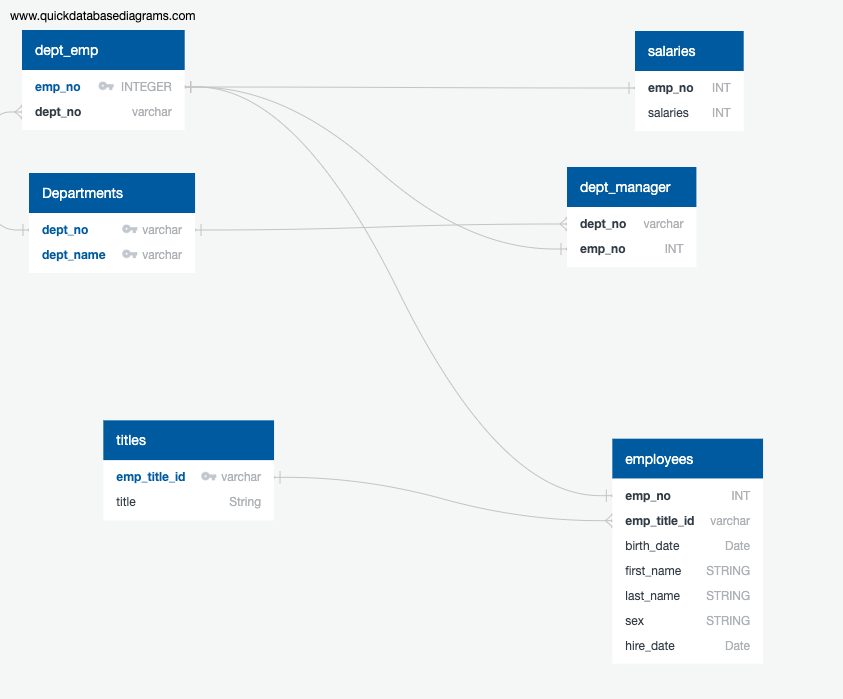 www.quickdatabasediagrams.com
dept_emp
emp_no INTEGER
dept_no varchar
salaries
emp_no INT
salaries INT
Departments
dept_no varchar
dept_name varchar
dept_manager
dept_no varchar
emp_no INT
titles
emp_title_id varchar
title String
employees
emp_no INT
emp_title_id varchar
birth_date Date
first_name STRING
last_name STRING
sex STRING
hire_date Date